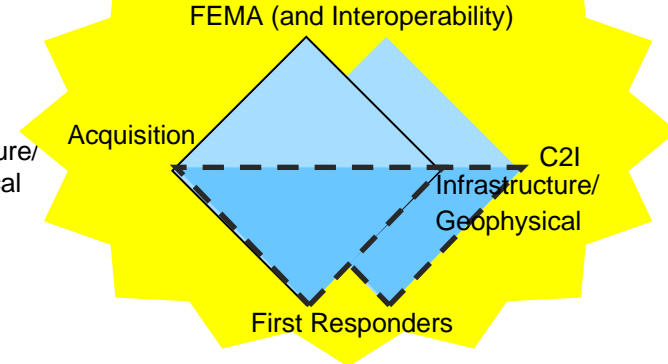 FEMA (and Interoperability)
Acquisition
C2I
Infrastructure/
Geophysical
First Responders